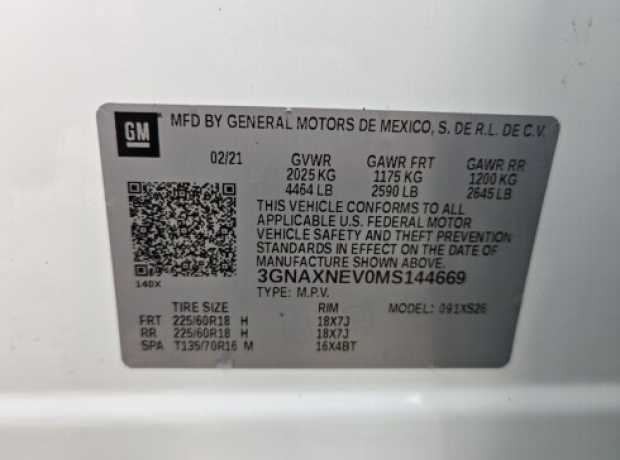 GM
MFD BY GENERAL MOTORS DE MEXICO, S. DE R.L. DE C.V.
02/21 GVWR GAWR FRT GAWR RR
2025 KG 1175 KG 1200 KG
4464 LB 2590 LB 2645 LB
THIS VEHICLE CONFORMS TO ALL
APPLICABLE U.S. FEDERAL MOTOR
VEHICLE SAFETY AND THEFT PREVENTION
STANDARDS IN EFFECT ON THE DATE OF
MANUFACTURE SHOWN ABOVE.
3GNAXNEV0MS144669
140X
TYPE: M.P.V.
TIRE SIZE RIM MODEL: 091XS26
FRT 225/60R18 H 18X7J
RR 225/60R18 H 18X7J
SPA T135/70R16 M 16X4BT